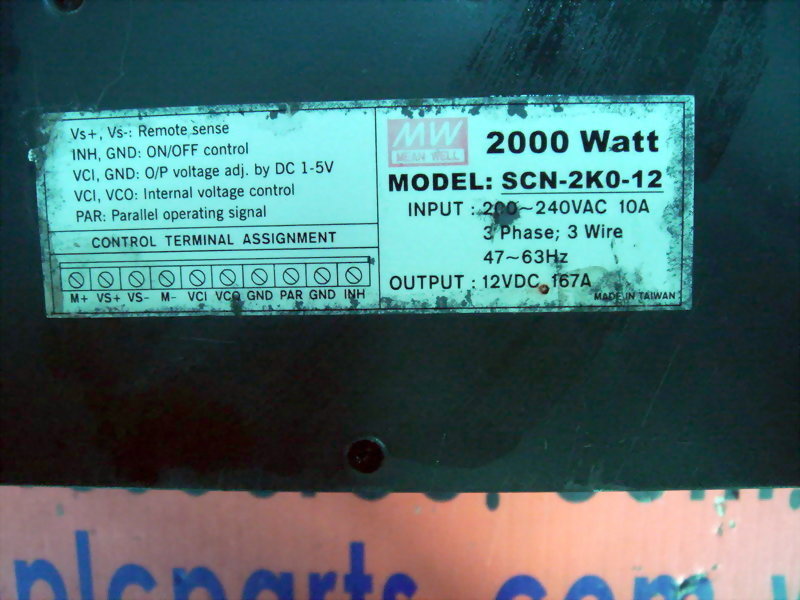 Vs+, Vs-: Remote sense
INH, GND: ON/OFF control
VCI, GND: O/P voltage adj. by DC 1-5V
VCI, VCO: Internal voltage control
PAR: Parallel operating signal
CONTROL TERMINAL ASSIGNMENT
M+ VS+ VS- M- VCI VCO GND PAR GND INH
MW
MEAN WELL
2000 Watt
MODEL: SCN-2K0-12
INPUT : 200~240VAC 10A
3 Phase; 3 Wire
47~63Hz
OUTPUT : 12VDC 167A
MADE IN TAIWAN
plcparts.com